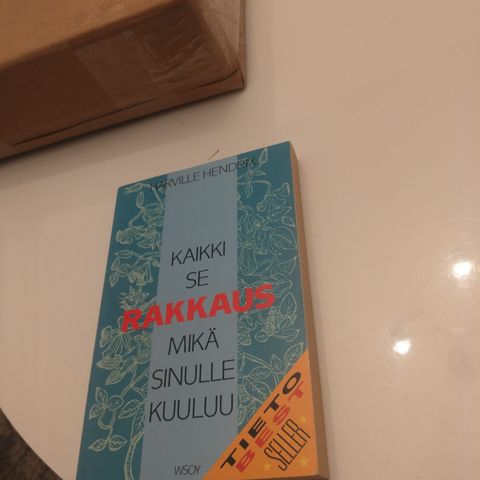 HARVILLE HENDRIX
KAIKKI
SE
RAKKAUS
MIKÄ
SINULLE
KUULUU
TIETO
BEST
SELLER
WSOY